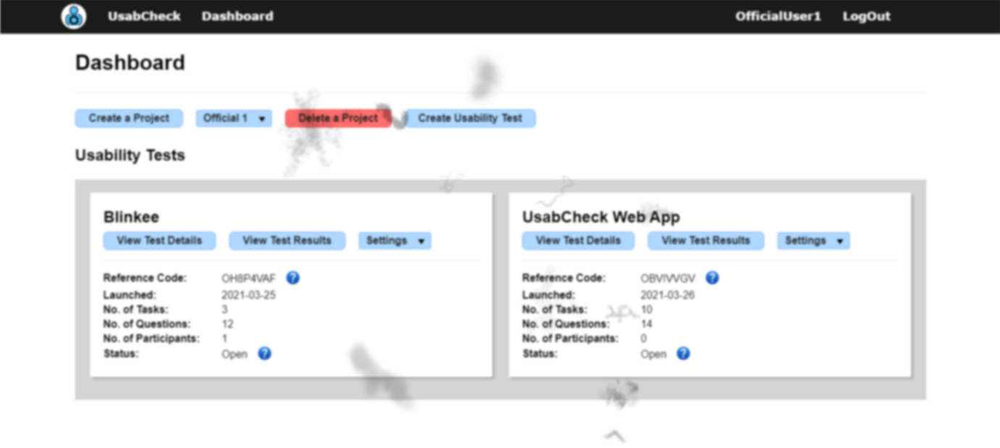 UsabCheck Dashboard OfficialUser1 LogOut
Dashboard
Create a Project Official 1 Delete a Project Create Usability Test
Usability Tests
Blinkee
View Test Details View Test Results Settings
Reference Code: OH8P4VAF
Launched: 2021-03-25
No. of Tasks: 3
No. of Questions: 12
No. of Participants: 1
Status: Open
UsabCheck Web App
View Test Details View Test Results Settings
Reference Code:
Launched: 2021-03-26
No. of Tasks: 10
No. of Questions: 14
No. of Participants: 0
Status: Open